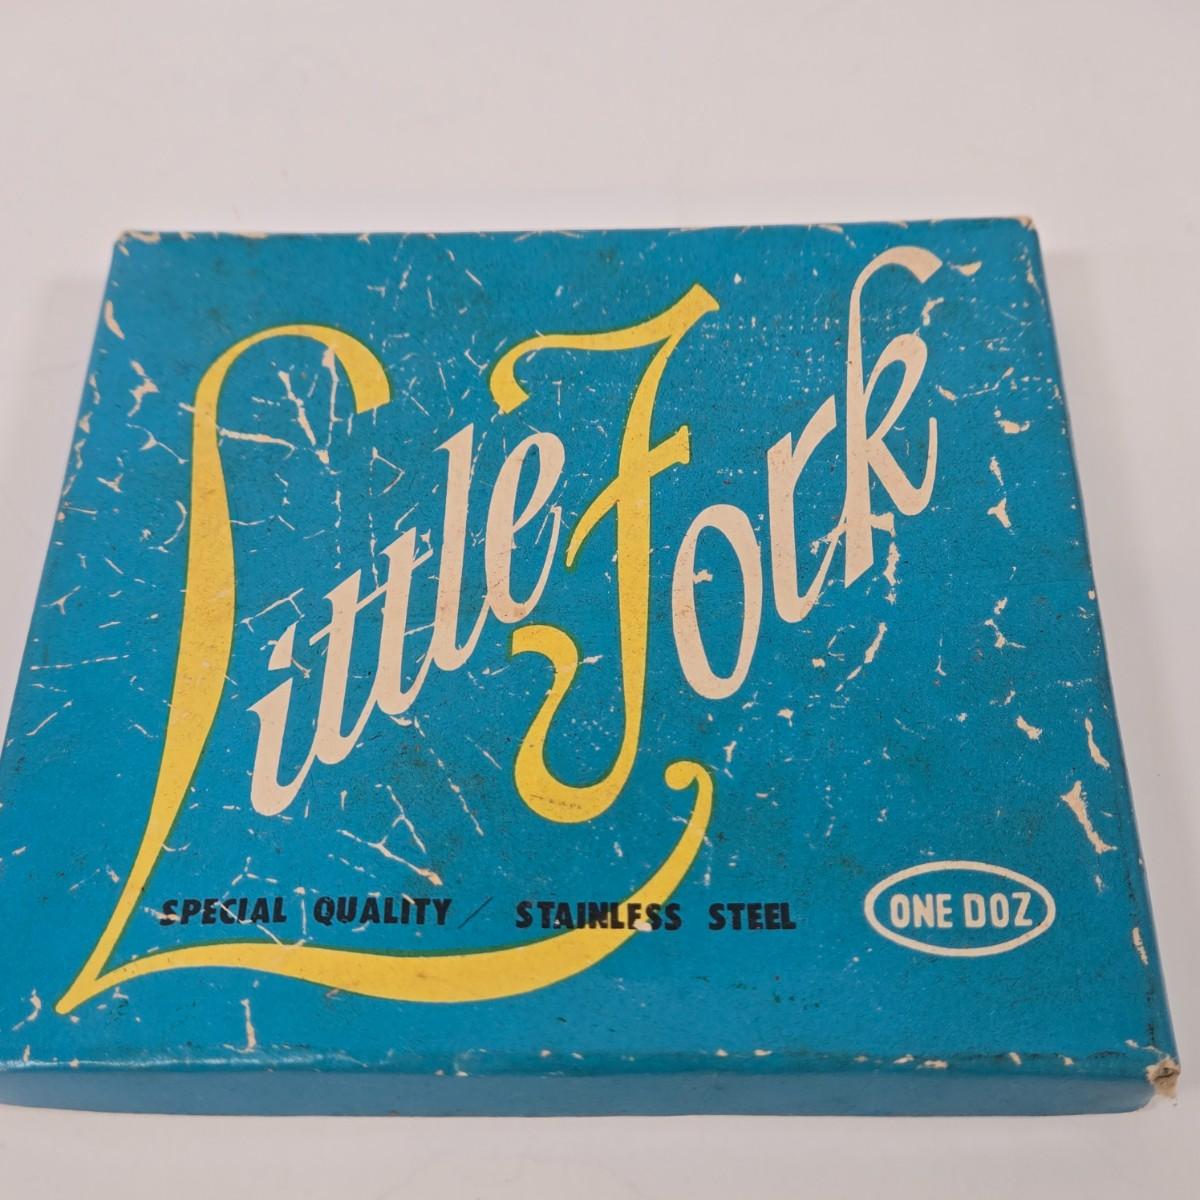 Little Fork
SPECIAL QUALITY / STAINLESS STEEL
ONE DOZ